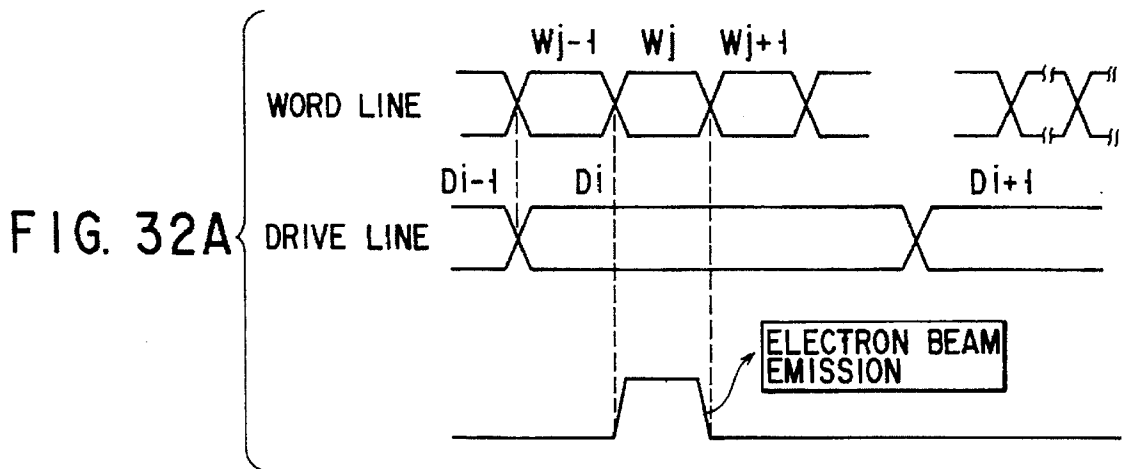 Wj-1 Wj Wj+1
WORD LINE
Di-1 Di Di+1
FIG. 32A
DRIVE LINE
ELECTRON BEAM
EMISSION